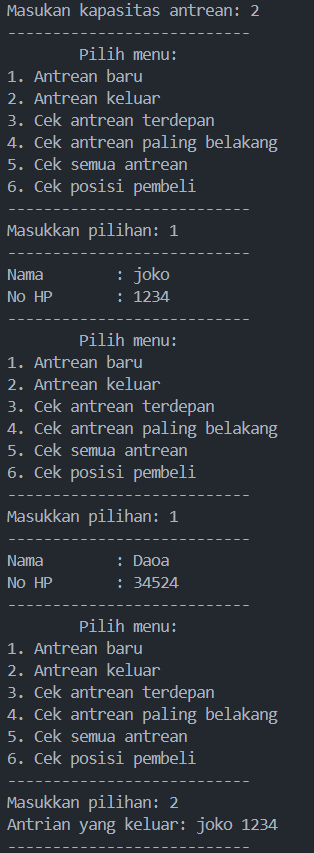 Masukan kapasitas antrean: 2
---------------------------
Pilih menu:
1. Antrean baru
2. Antrean keluar
3. Cek antrean terdepan
4. Cek antrean paling belakang
5. Cek semua antrean
6. Cek posisi pembeli
---------------------------
Masukkan pilihan: 1
---------------------------
Nama        : joko
No HP       : 1234
---------------------------
Pilih menu:
1. Antrean baru
2. Antrean keluar
3. Cek antrean terdepan
4. Cek antrean paling belakang
5. Cek semua antrean
6. Cek posisi pembeli
---------------------------
Masukkan pilihan: 1
---------------------------
Nama        : Daoa
No HP       : 34524
---------------------------
Pilih menu:
1. Antrean baru
2. Antrean keluar
3. Cek antrean terdepan
4. Cek antrean paling belakang
5. Cek semua antrean
6. Cek posisi pembeli
---------------------------
Masukkan pilihan: 2
Antrian yang keluar: joko 1234
---------------------------